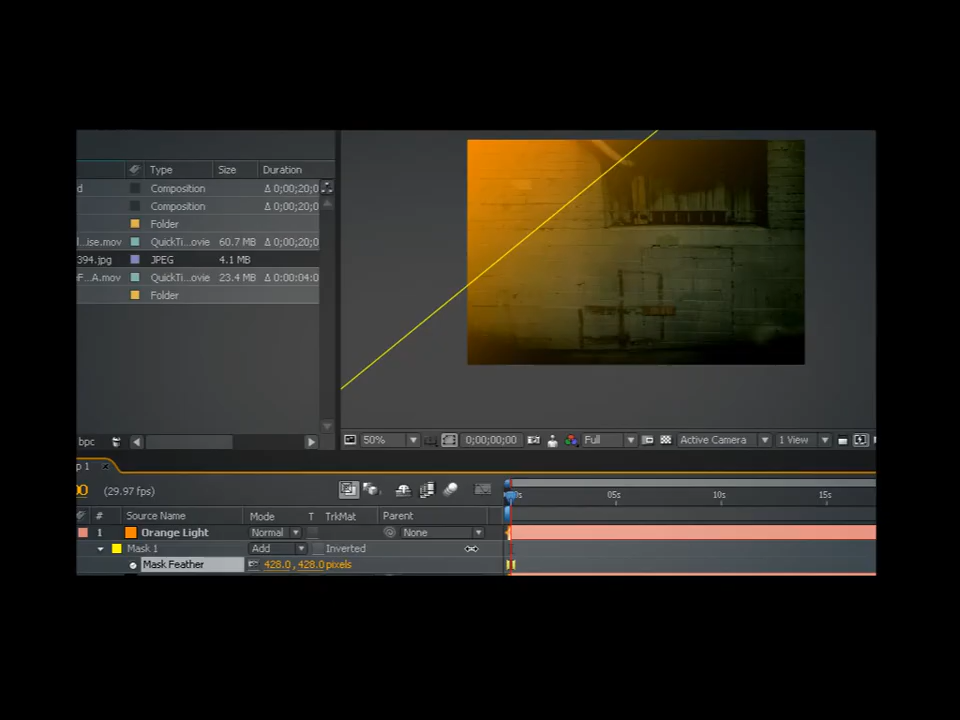 Type Size Duration
d Composition Δ 0;00;20;0
Composition Δ 0;00;20;0
Folder
l...ise.mov QuickTi...ovie 60.7 MB Δ 0;00;20;0
394.jpg JPEG 4.1 MB
F...A.mov QuickTi...ovie 23.4 MB Δ 0:00:04:0
Folder
bpc 50% 0;00;00;00 Full Active Camera 1 View
p 1 ×
(29.97 fps)
0s 05s 10s 15s
# Source Name Mode T TrkMat Parent
1 Orange Light Normal None
Mask 1 Add Inverted
Mask Feather 428.0, 428.0 pixels